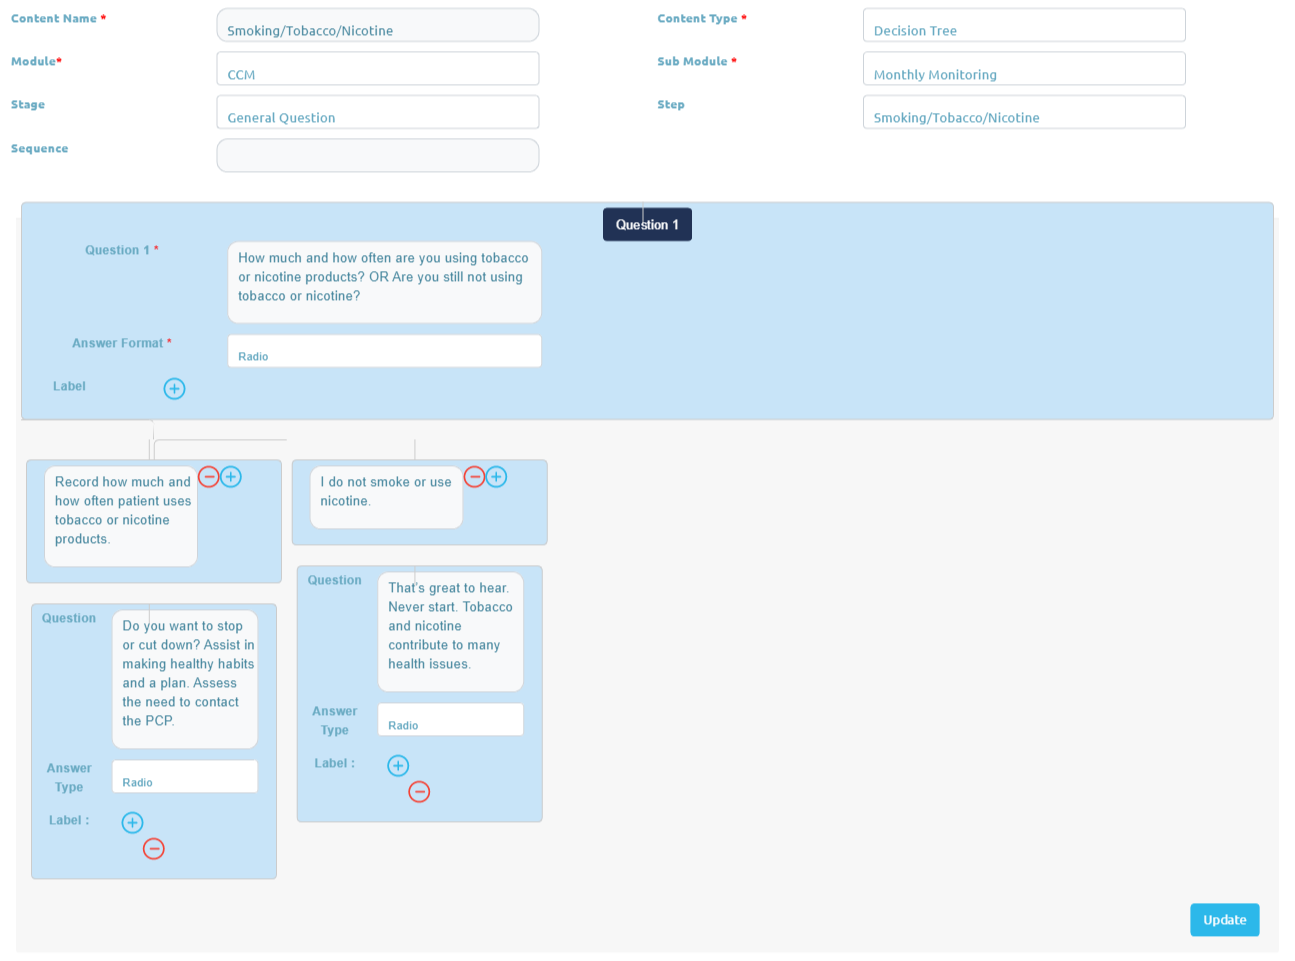 Content Name *
Smoking/Tobacco/Nicotine
Content Type *
Decision Tree
Module*
CCM
Sub Module *
Monthly Monitoring
Stage
General Question
Step
Smoking/Tobacco/Nicotine
Sequence
Question 1
Question 1 *
How much and how often are you using tobacco
or nicotine products? OR Are you still not using
tobacco or nicotine?
Answer Format *
Radio
Label
Record how much and
how often patient uses
tobacco or nicotine
products.
I do not smoke or use
nicotine.
Question
Do you want to stop
or cut down? Assist in
making healthy habits
and a plan. Assess
the need to contact
the PCP.
Answer
Type
Radio
Label :
Question
That's great to hear.
Never start. Tobacco
and nicotine
contribute to many
health issues.
Answer
Type
Radio
Label :
Update